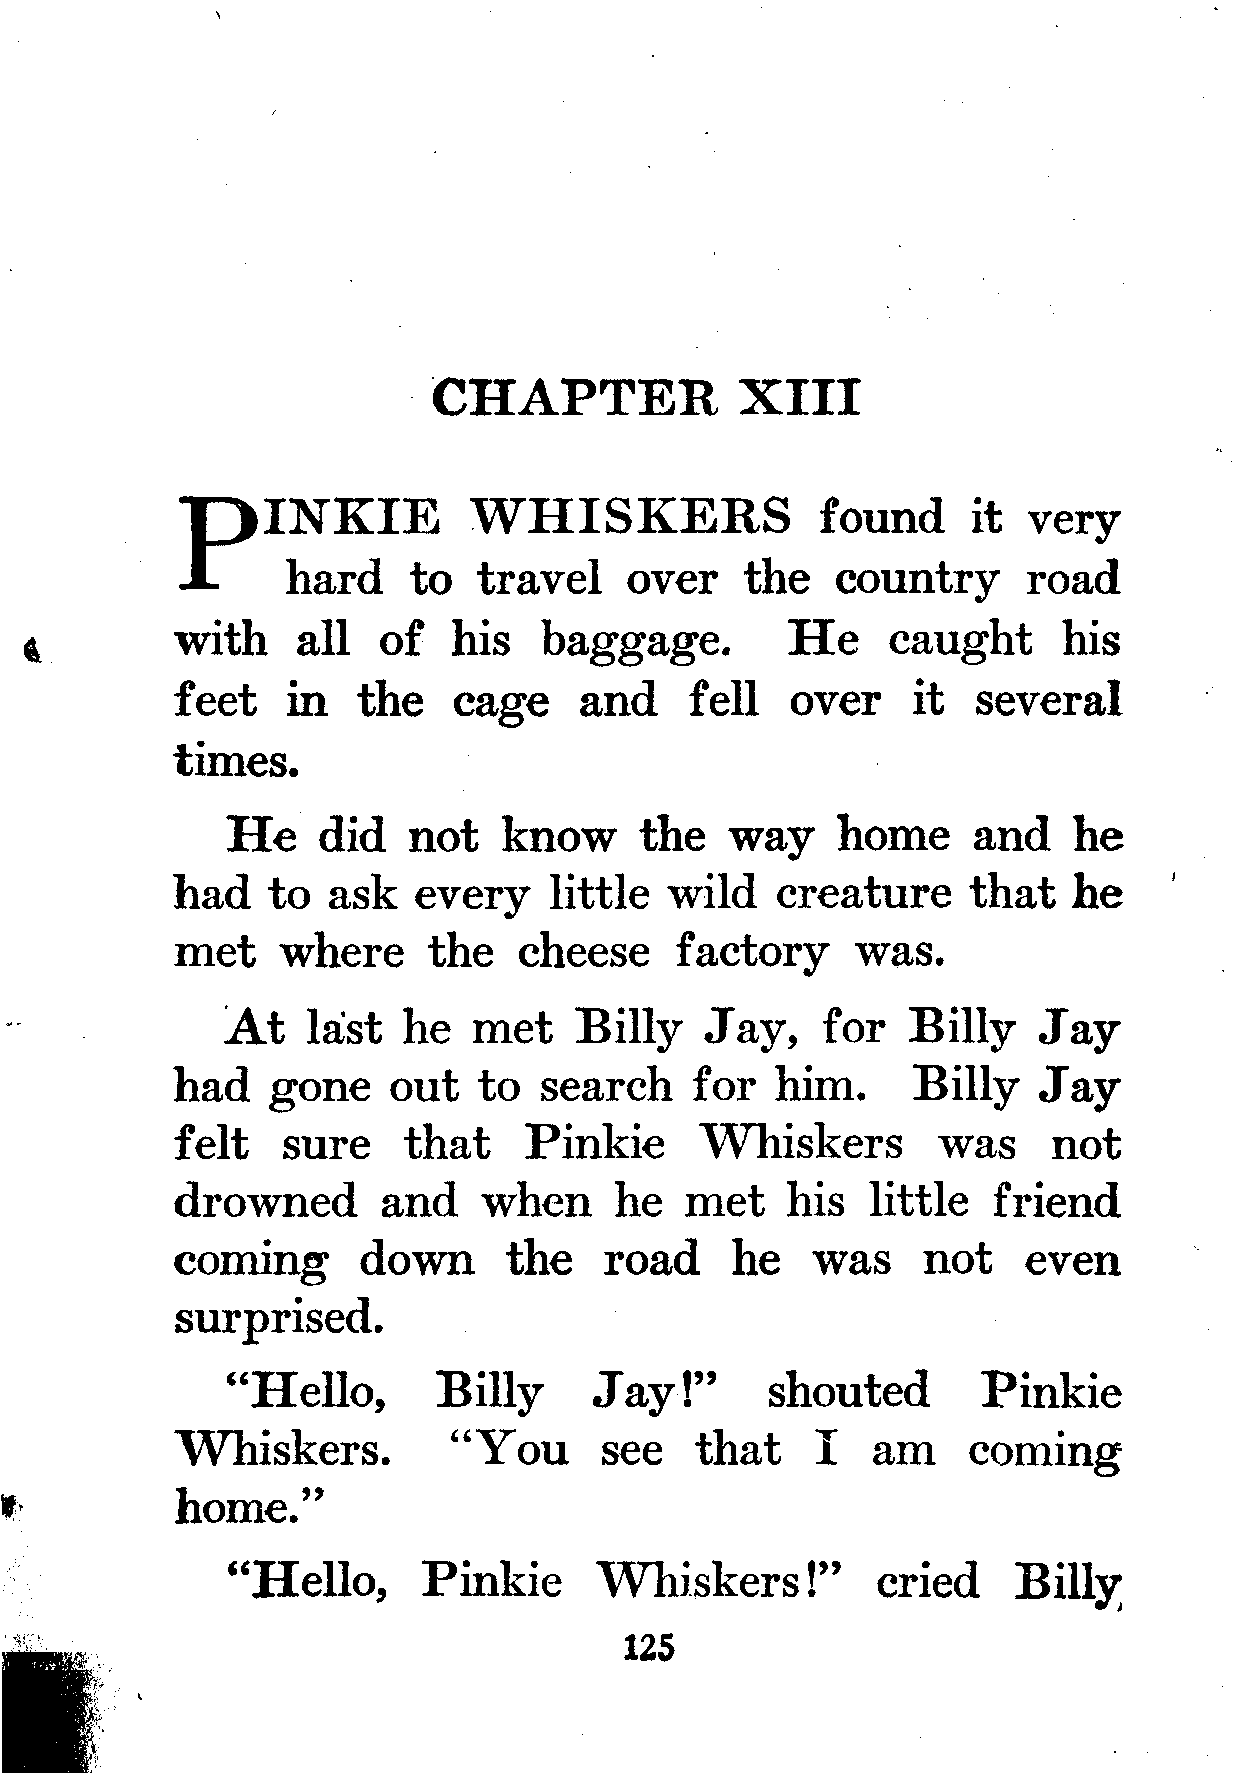 CHAPTER XIII
PINKIE WHISKERS found it very
hard to travel over the country road
with all of his baggage. He caught his
feet in the cage and fell over it several
times.
He did not know the way home and he
had to ask every little wild creature that he
met where the cheese factory was.
At last he met Billy Jay, for Billy Jay
had gone out to search for him. Billy Jay
felt sure that Pinkie Whiskers was not
drowned and when he met his little friend
coming down the road he was not even
surprised.
“Hello, Billy Jay!” shouted Pinkie
Whiskers. “You see that I am coming
home.”
“Hello, Pinkie Whiskers!” cried Billy
125